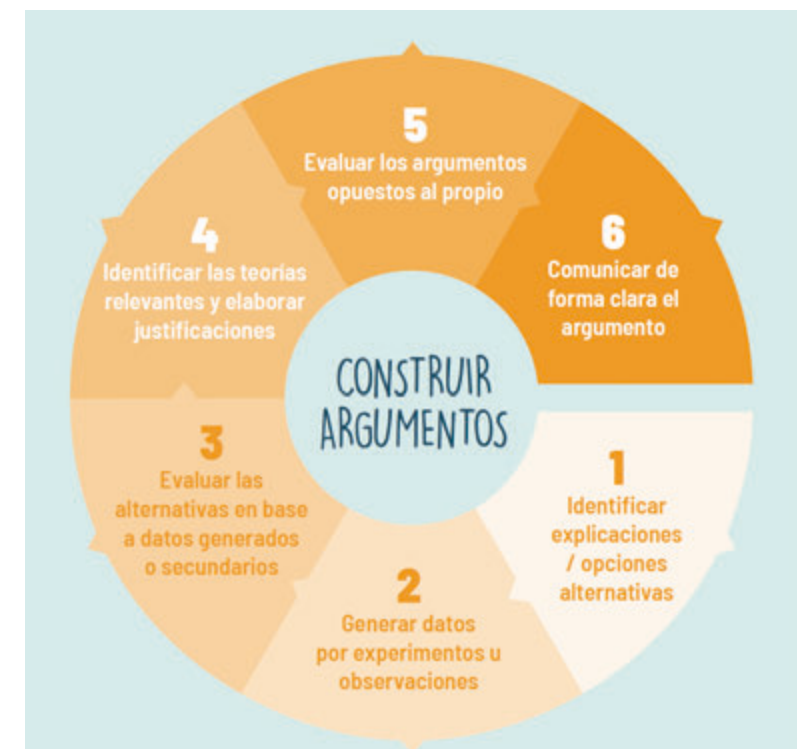 CONSTRUIR
ARGUMENTOS
1
Identificar
explicaciones
/ opciones
alternativas
2
Generar datos
por experimentos u
observaciones
3
Evaluar las
alternativas en base
a datos generados
o secundarios
4
Identificar las teorías
relevantes y elaborar
justificaciones
5
Evaluar los argumentos
opuestos al propio
6
Comunicar de
forma clara el
argumento